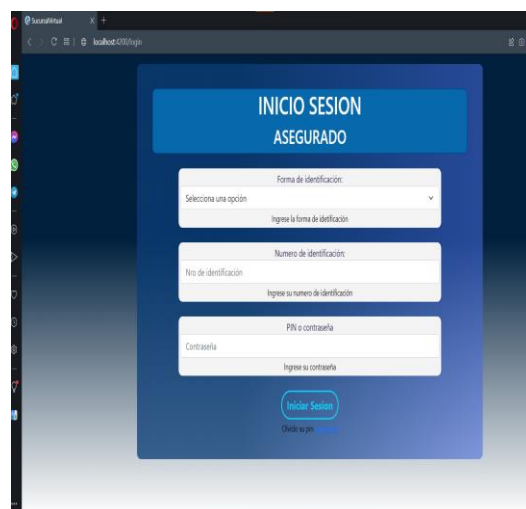 SucursalVirtual
localhost:4200/login
INICIO SESION
ASEGURADO
Forma de identificación:
Selecciona una opción
Ingrese la forma de idetificación
Numero de identificación:
Nro de identificación
Ingrese su numero de identificación
PIN o contraseña
Contraseña
Ingrese su contraseña
Iniciar Sesion
Olvido su pin